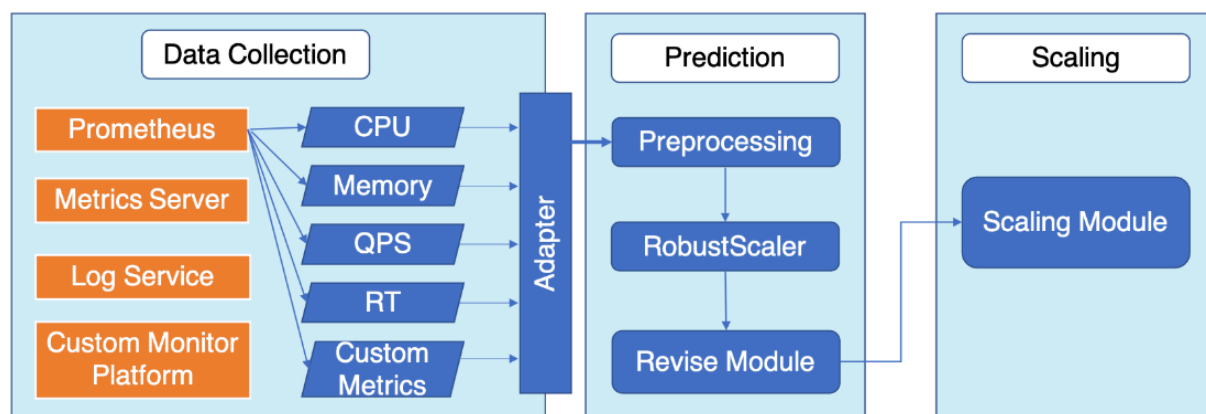 Data Collection
Prometheus
Metrics Server
Log Service
Custom Monitor
Platform
CPU
Memory
QPS
RT
Custom
Metrics
Adapter
Prediction
Preprocessing
RobustScaler
Revise Module
Scaling
Scaling Module